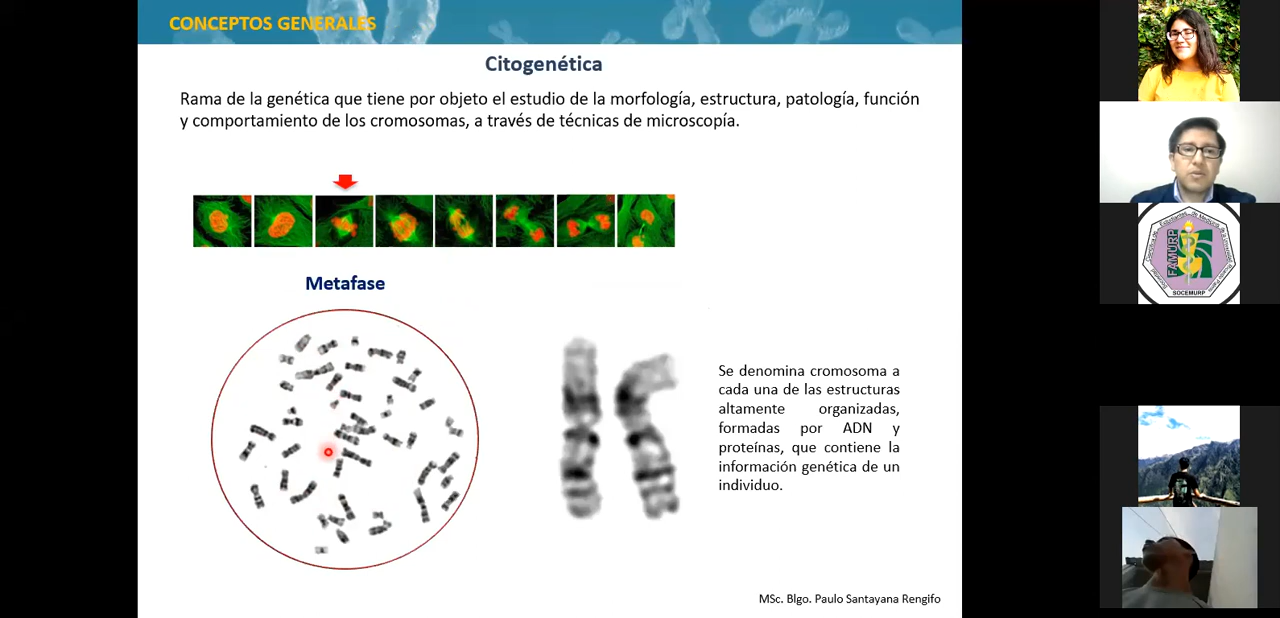 CONCEPTOS GENERALES
Citogenética
Rama de la genética que tiene por objeto el estudio de la morfología, estructura, patología, función
y comportamiento de los cromosomas, a través de técnicas de microscopía.
Metafase
Se denomina cromosoma a
cada una de las estructuras
altamente organizadas,
formadas por ADN y
proteínas, que contiene la
información genética de un
individuo.
MSc. Blgo. Paulo Santayana Rengifo
FAMURP
SOCEMURP